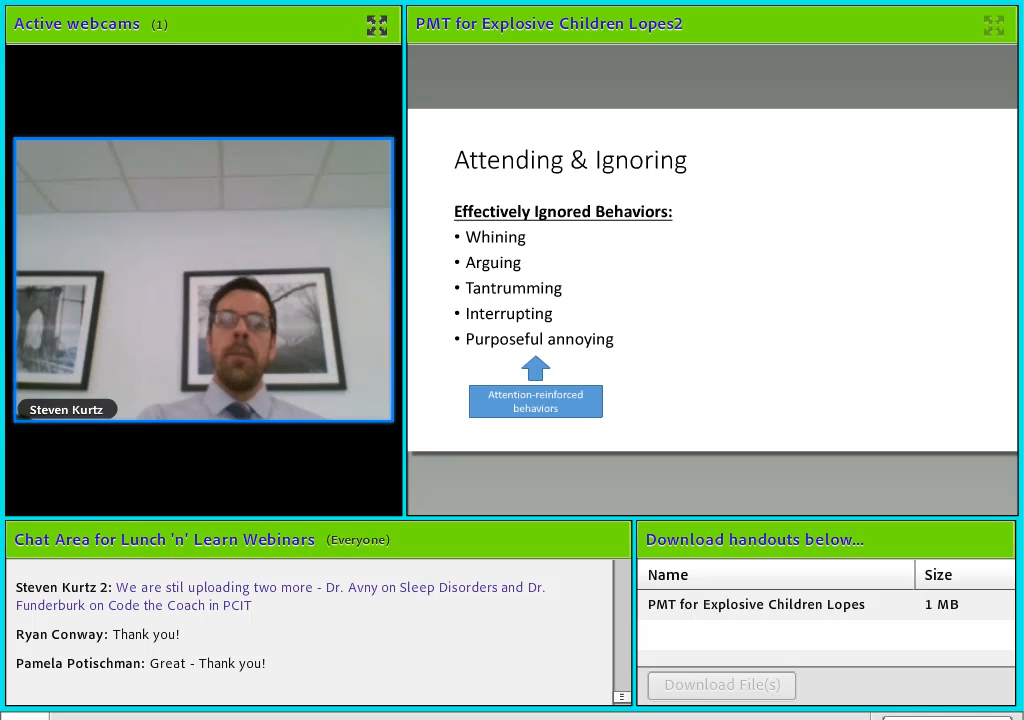 Active webcams (1)
PMT for Explosive Children Lopes2
Attending & Ignoring
Effectively Ignored Behaviors:
• Whining
• Arguing
• Tantrumming
• Interrupting
• Purposeful annoying
Attention-reinforced
behaviors
Steven Kurtz
Chat Area for Lunch 'n' Learn Webinars (Everyone)
Steven Kurtz 2: We are stil uploading two more - Dr. Avny on Sleep Disorders and Dr.
Funderburk on Code the Coach in PCIT
Ryan Conway: Thank you!
Pamela Potischman: Great - Thank you!
Download handouts below...
Name Size
PMT for Explosive Children Lopes 1 MB
Download File(s)